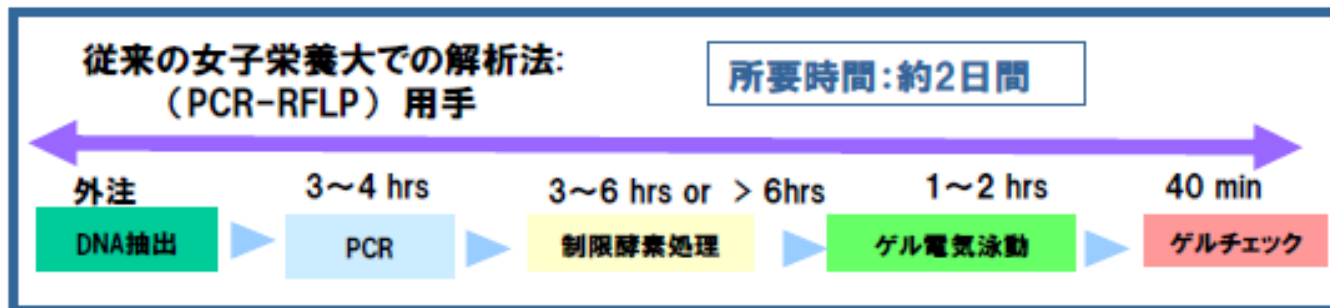 従来の女子栄養大での解析法:
（PCR-RFLP）用手
所要時間:約2日間
外注
3～4 hrs
3～6 hrs or > 6hrs
1～2 hrs
40 min
DNA抽出
PCR
制限酵素処理
ゲル電気泳動
ゲルチェック